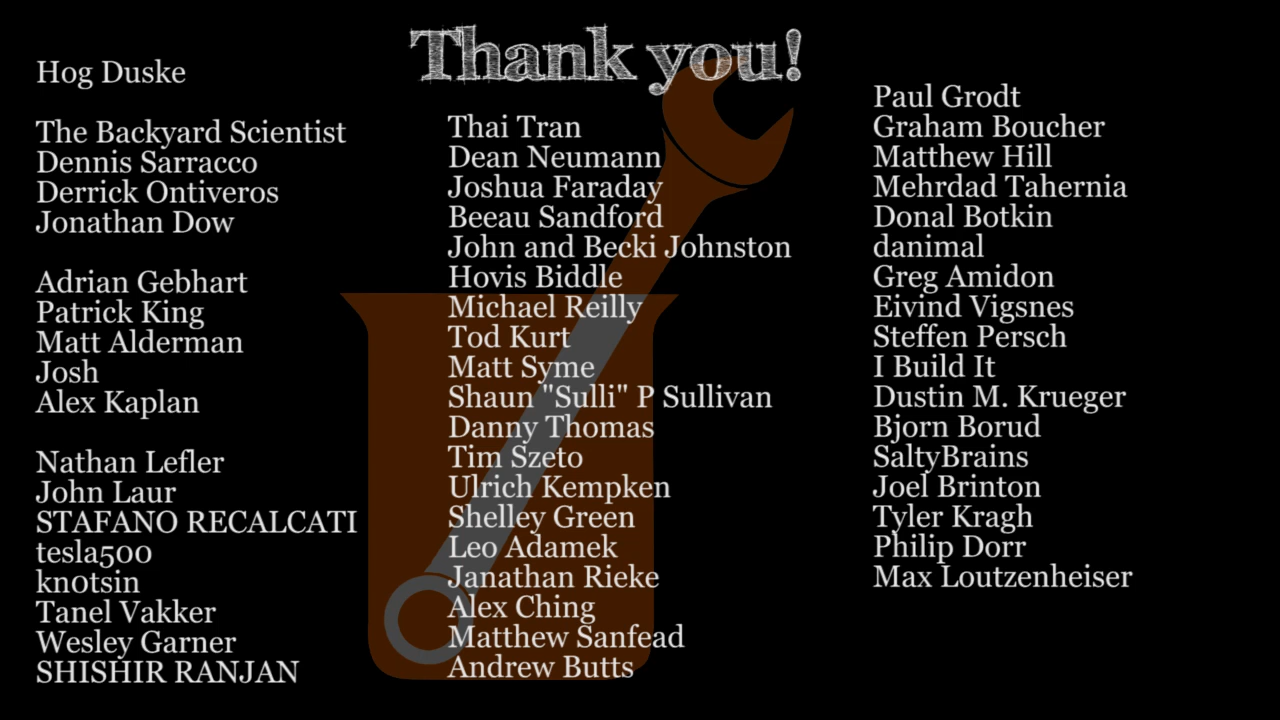 Thank you!
Hog Duske
The Backyard Scientist
Dennis Sarracco
Derrick Ontiveros
Jonathan Dow
Adrian Gebhart
Patrick King
Matt Alderman
Josh
Alex Kaplan
Nathan Lefler
John Laur
STAFANO RECALCATI
tesla500
knotsin
Tanel Vakker
Wesley Garner
SHISHIR RANJAN
Thai Tran
Dean Neumann
Joshua Faraday
Beeau Sandford
John and Becki Johnston
Hovis Biddle
Michael Reilly
Tod Kurt
Matt Syme
Shaun "Sulli" P Sullivan
Danny Thomas
Tim Szeto
Ulrich Kempken
Shelley Green
Leo Adamek
Janathan Rieke
Alex Ching
Matthew Sanfead
Andrew Butts
Paul Grodt
Graham Boucher
Matthew Hill
Mehrdad Tahernia
Donal Botkin
danimal
Greg Amidon
Eivind Vigsnes
Steffen Persch
I Build It
Dustin M. Krueger
Bjorn Borud
SaltyBrains
Joel Brinton
Tyler Kragh
Philip Dorr
Max Loutzenheiser